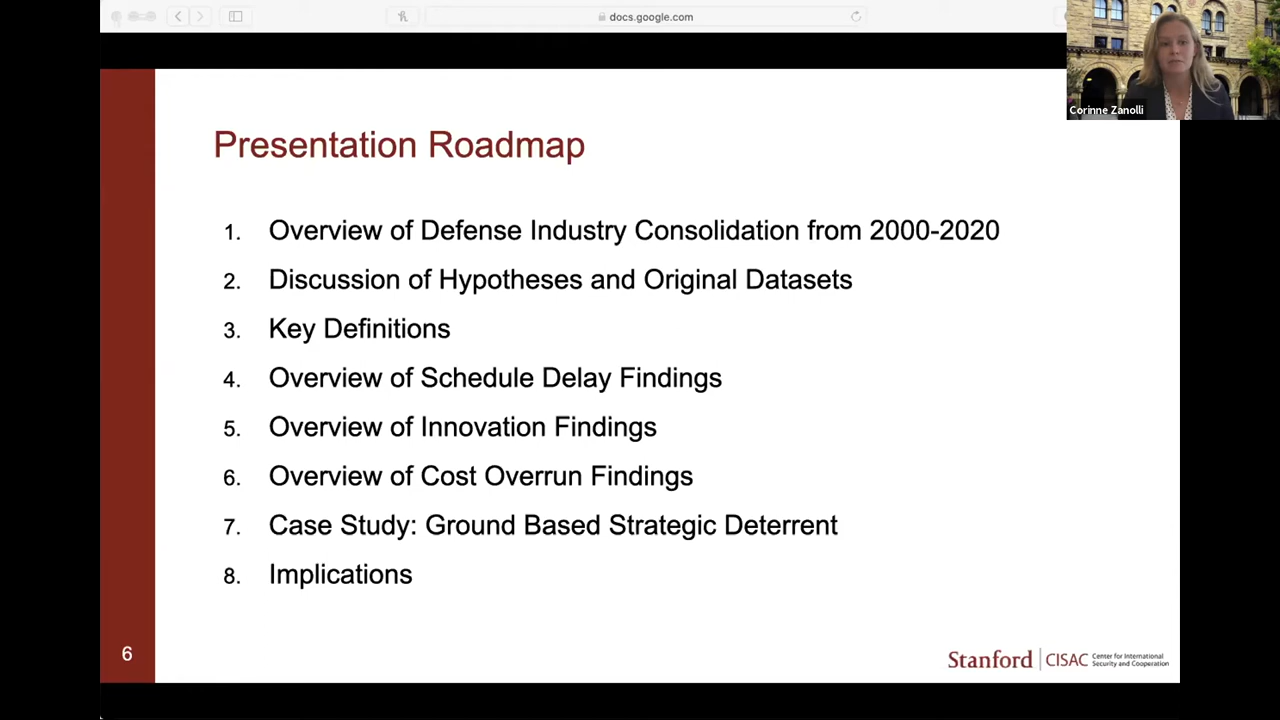 docs.google.com
Corinne Zanolli
Presentation Roadmap
1. Overview of Defense Industry Consolidation from 2000-2020
2. Discussion of Hypotheses and Original Datasets
3. Key Definitions
4. Overview of Schedule Delay Findings
5. Overview of Innovation Findings
6. Overview of Cost Overrun Findings
7. Case Study: Ground Based Strategic Deterrent
8. Implications
6
Stanford CISAC Center for International
Security and Cooperation